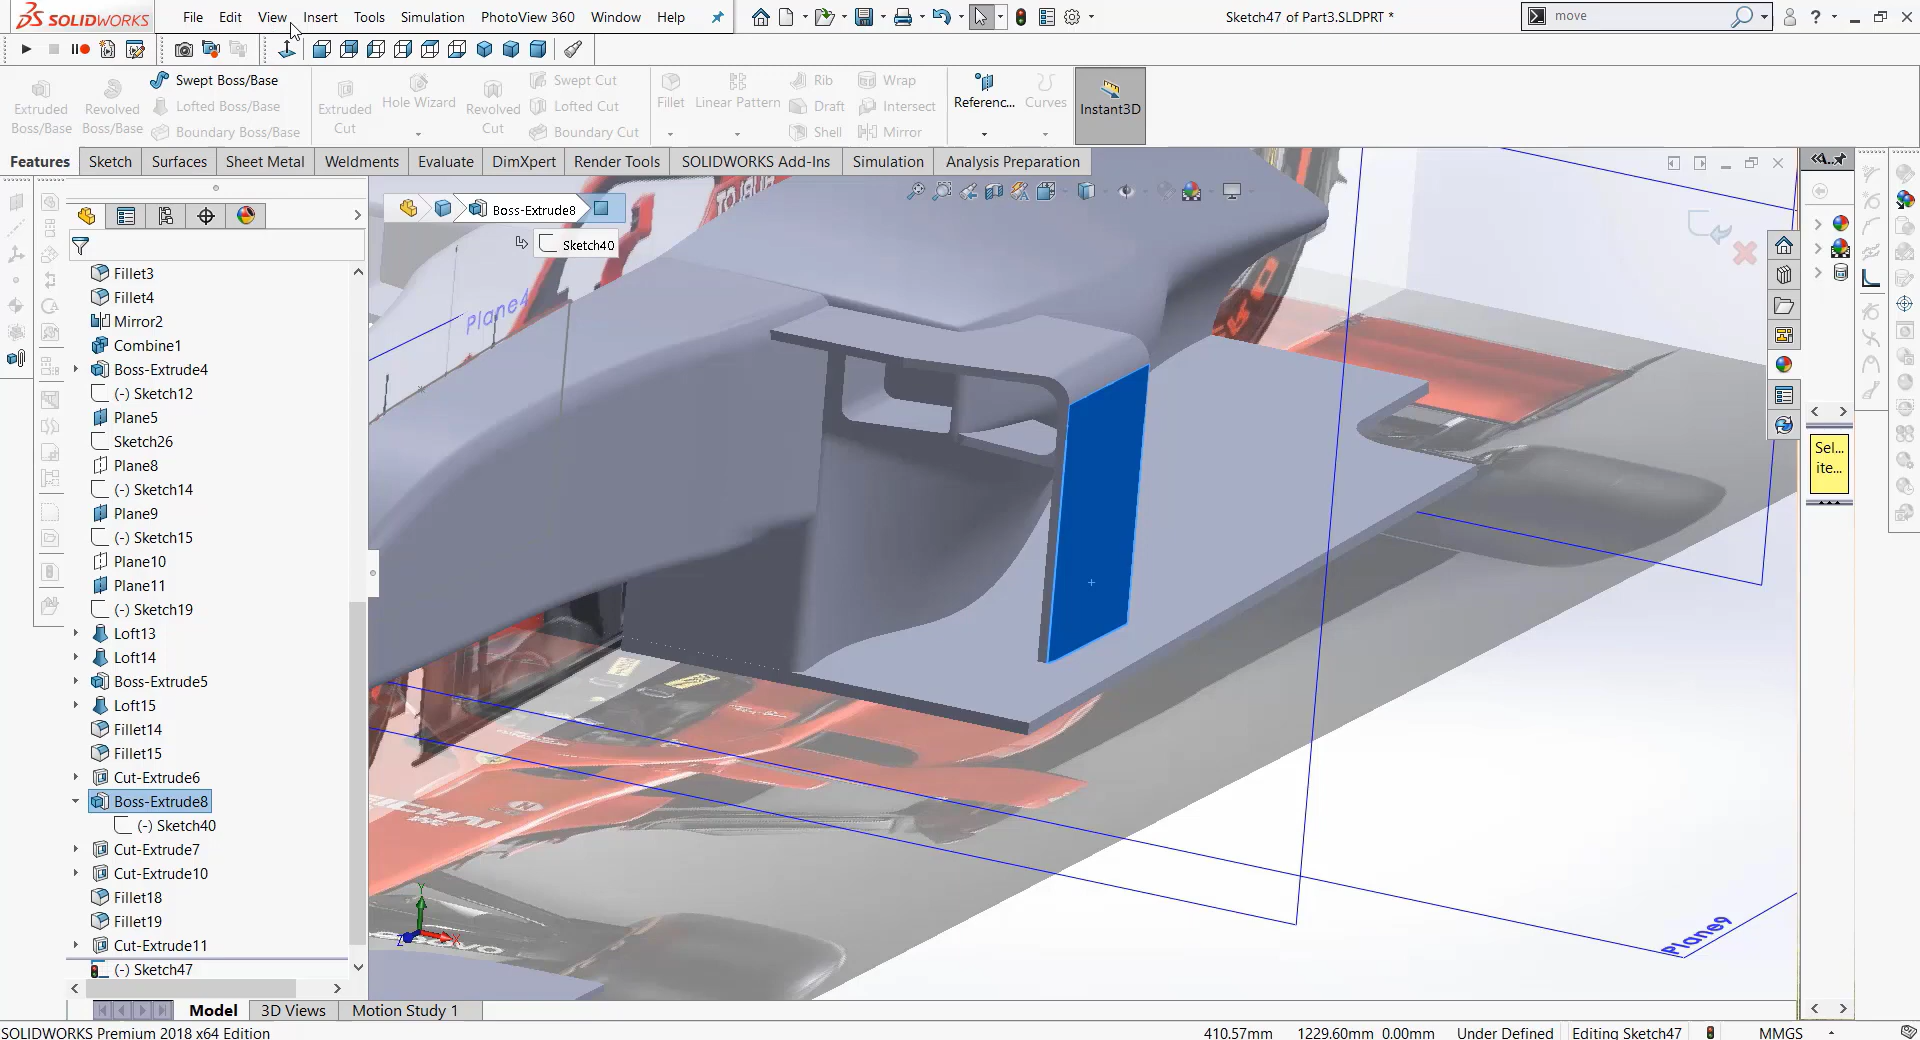 SOLIDWORKS File Edit View Insert Tools Simulation PhotoView 360 Window Help
Sketch47 of Part3.SLDPRT *
move
Extruded Boss/Base
Revolved Boss/Base
Swept Boss/Base
Lofted Boss/Base
Boundary Boss/Base
Extruded Cut
Hole Wizard
Revolved Cut
Swept Cut
Lofted Cut
Boundary Cut
Fillet
Linear Pattern
Rib
Draft
Shell
Wrap
Intersect
Mirror
Referenc...
Curves
Instant3D
Features Sketch Surfaces Sheet Metal Weldments Evaluate DimXpert Render Tools SOLIDWORKS Add-Ins Simulation Analysis Preparation
Boss-Extrude8
Sketch40
Plane4
Fillet3
Fillet4
Mirror2
Combine1
Boss-Extrude4
(-) Sketch12
Plane5
Sketch26
Plane8
(-) Sketch14
Plane9
(-) Sketch15
Plane10
Plane11
(-) Sketch19
Loft13
Loft14
Boss-Extrude5
Loft15
Fillet14
Fillet15
Cut-Extrude6
Boss-Extrude8
(-) Sketch40
Cut-Extrude7
Cut-Extrude10
Fillet18
Fillet19
Cut-Extrude11
(-) Sketch47
Sel...
ite...
Plane9
Y
Z
X
Model 3D Views Motion Study 1
SOLIDWORKS Premium 2018 x64 Edition
410.57mm 1229.60mm 0.00mm Under Defined Editing Sketch47 MMGS